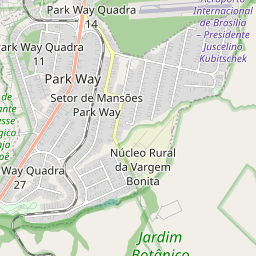 Park Way Quadra
14
Aeroporto
Internacional
de Brasília
– Presidente
Juscelino
Kubitschek
Park Way Quadra
11
Park Way
Setor de Mansões
Park Way
Núcleo Rural
da Vargem
Bonita
Way Quadra
27
Jardim
Botânico